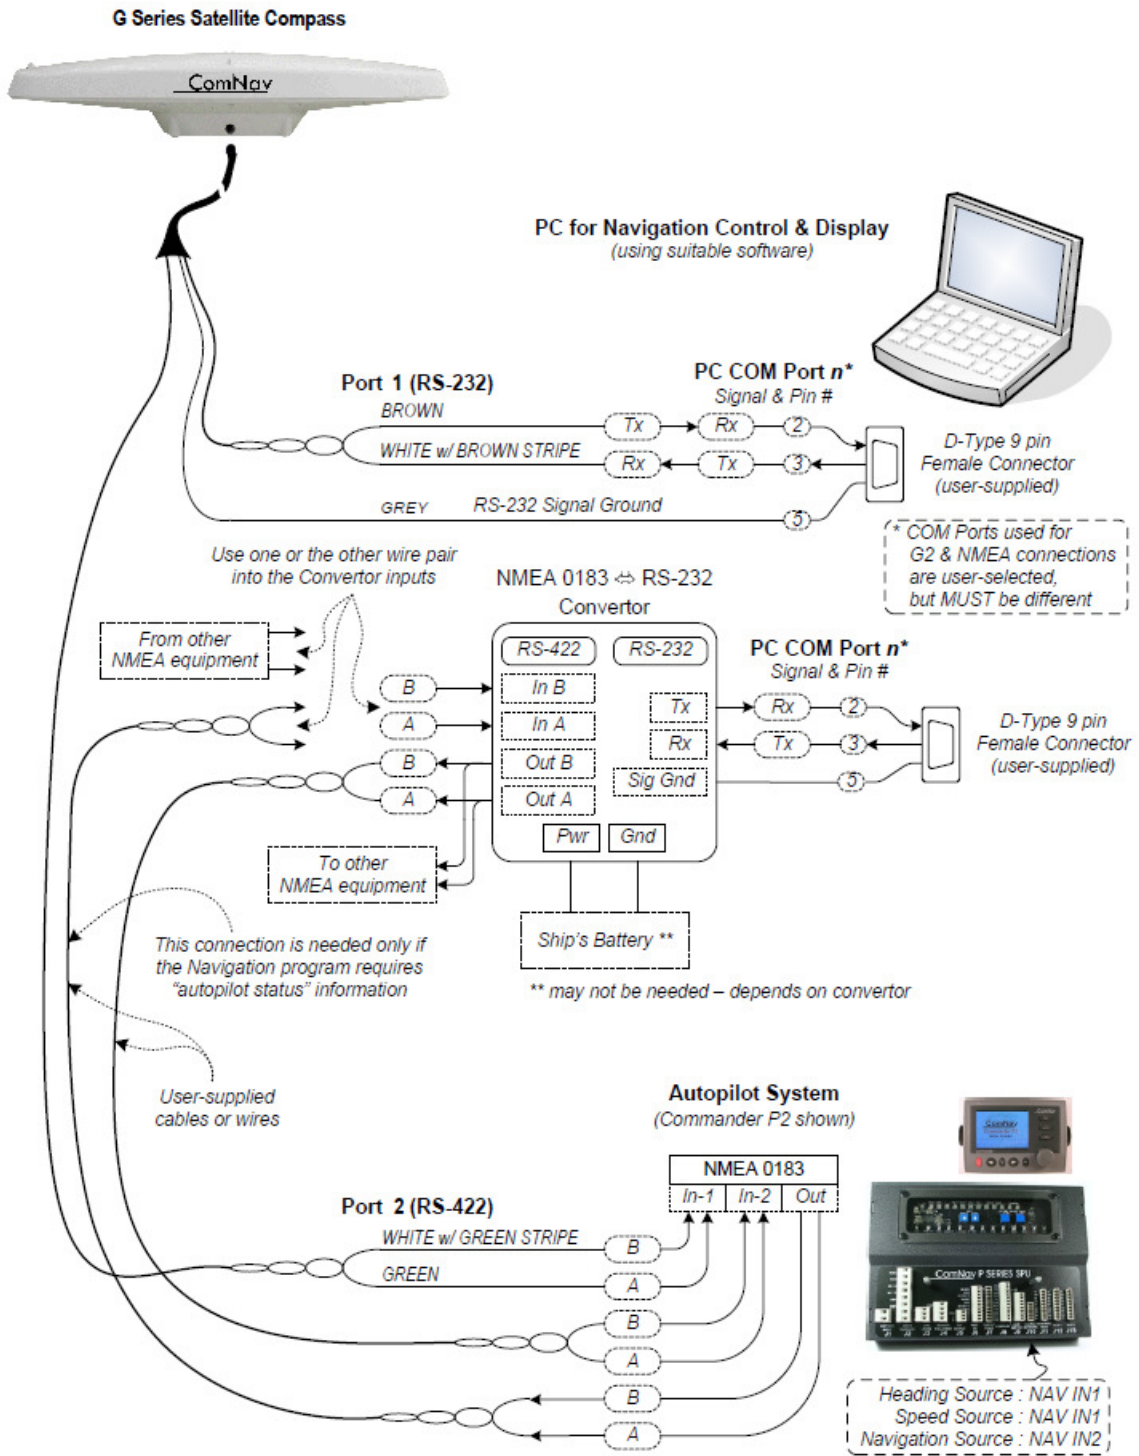 G Series Satellite Compass
ComNav
PC for Navigation Control & Display
(using suitable software)
Port 1 (RS-232)
PC COM Port n*
Signal & Pin #
BROWN
Tx
Rx
2
WHITE w/ BROWN STRIPE
Rx
Tx
3
D-Type 9 pin
Female Connector
(user-supplied)
GREY
RS-232 Signal Ground
5
* COM Ports used for
G2 & NMEA connections
are user-selected,
but MUST be different
Use one or the other wire pair
into the Convertor inputs
NMEA 0183 ⇔ RS-232
Convertor
From other
NMEA equipment
RS-422
RS-232
PC COM Port n*
Signal & Pin #
B
In B
A
In A
Tx
Rx
2
Rx
Tx
3
D-Type 9 pin
Female Connector
(user-supplied)
B
Out B
A
Out A
Sig Gnd
5
Pwr
Gnd
To other
NMEA equipment
Ship's Battery **
This connection is needed only if
the Navigation program requires
"autopilot status" information
** may not be needed – depends on convertor
User-supplied
cables or wires
Autopilot System
(Commander P2 shown)
NMEA 0183
In-1
In-2
Out
Port 2 (RS-422)
WHITE w/ GREEN STRIPE
B
GREEN
A
B
A
B
A
ComNav P SERIES SPU
Heading Source : NAV IN1
Speed Source : NAV IN1
Navigation Source : NAV IN2